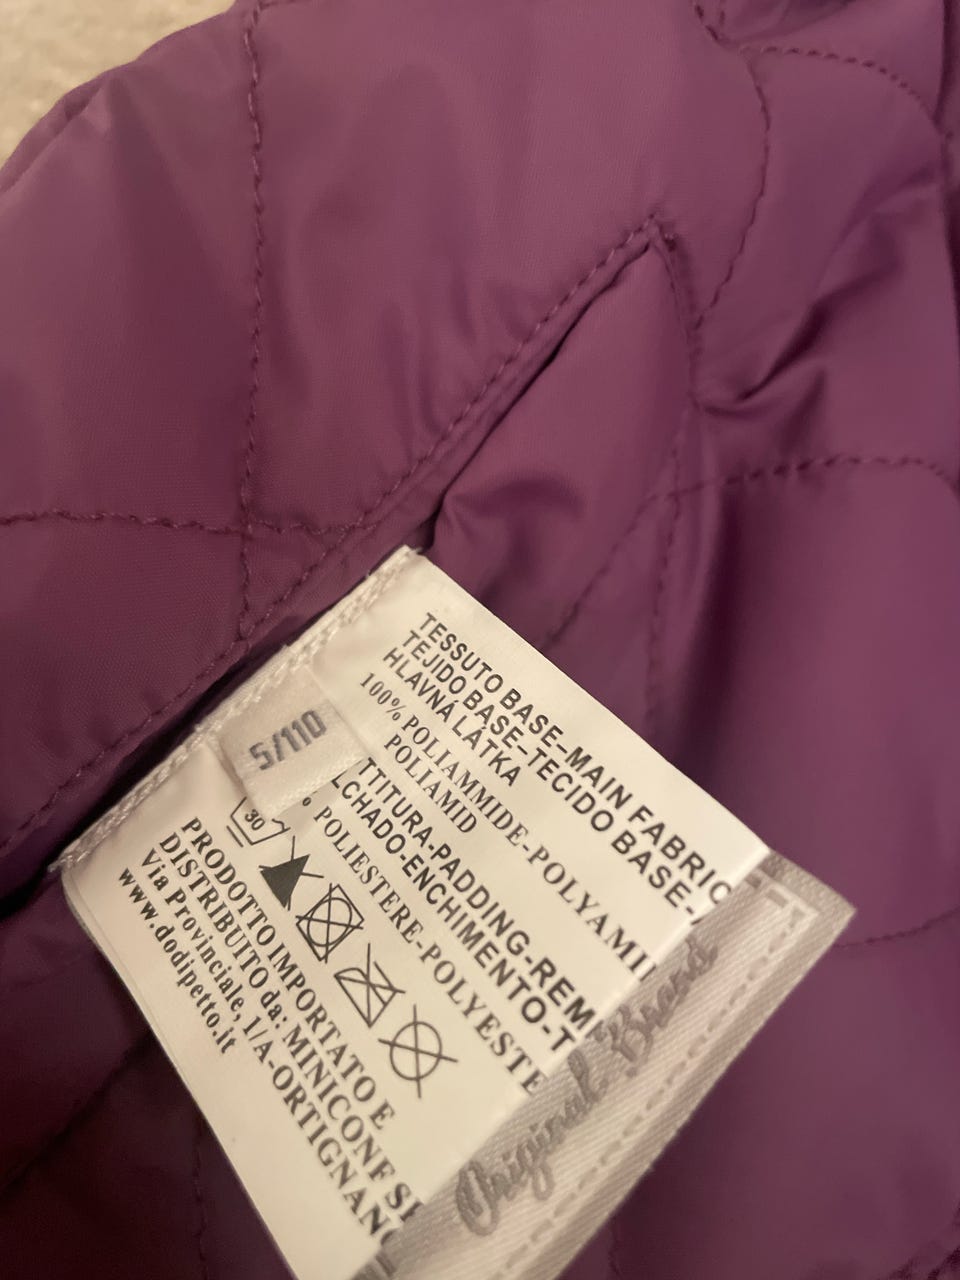 TESSUTO BASE-MAIN FABRIC
TEJIDO BASE-TECIDO BASE-
HLAVNÁ LÁTKA
100% POLIAMMIDE-POLYAMI
POLIAMID
TTITURA-PADDING-REM
LCHADO-ENCHIMENTO-T
% POLIESTERE-POLYESTE
5/110
30
PRODOTTO IMPORTATO E
DISTRIBUITO da: MINICONF
Via Provinciale, 1/A-ORTIGNAN
www.dodipetto.it
Original Brand